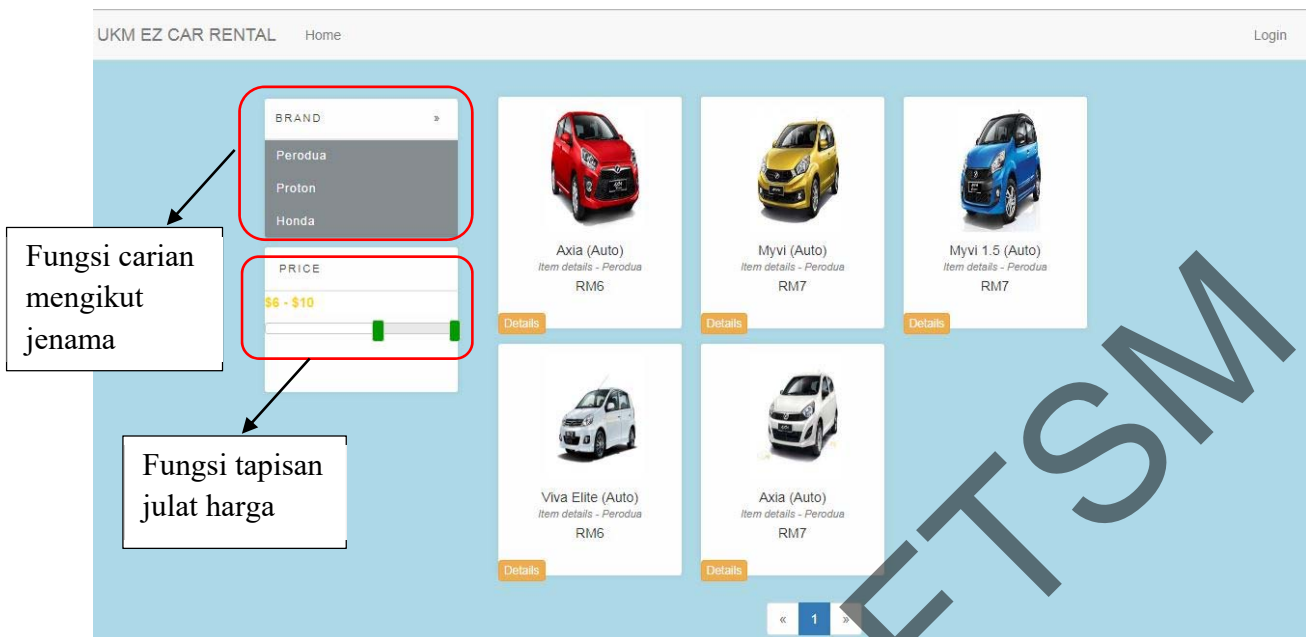 UKM EZ CAR RENTAL Home Login
BRAND »
Perodua
Proton
Honda
PRICE
$6 - $10
Fungsi carian
mengikut
jenama
Fungsi tapisan
julat harga
Axia (Auto)
Item details - Perodua
RM6
Details
Myvi (Auto)
Item details - Perodua
RM7
Details
Myvi 1.5 (Auto)
Item details - Perodua
RM7
Details
Viva Elite (Auto)
Item details - Perodua
RM6
Details
Axia (Auto)
Item details - Perodua
RM7
Details
« 1 »
ETSM